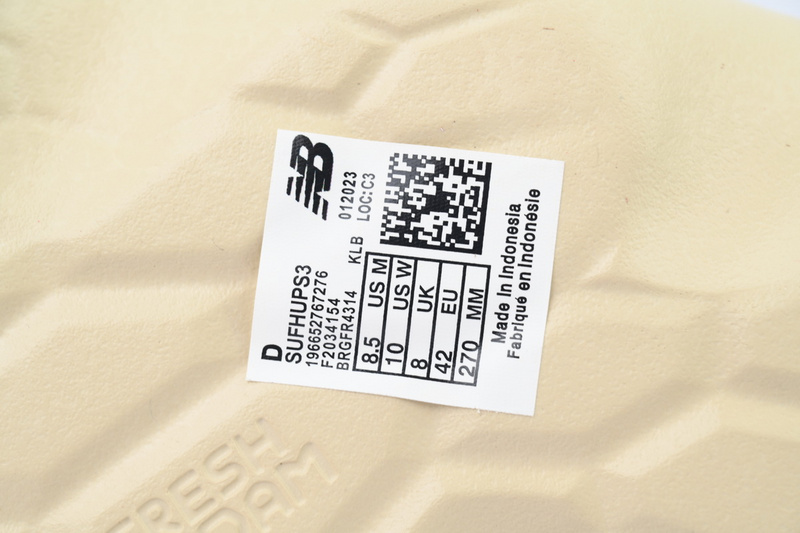 NB
012023
LOC:C3
KLB
D
SUFHUPS3
196652767276
F2034154
BRGFR4314
8.5 US M
10 US W
8 UK
42 EU
270 MM
Made in Indonesia
Fabriqué en Indonésie
FRESH
FOAM